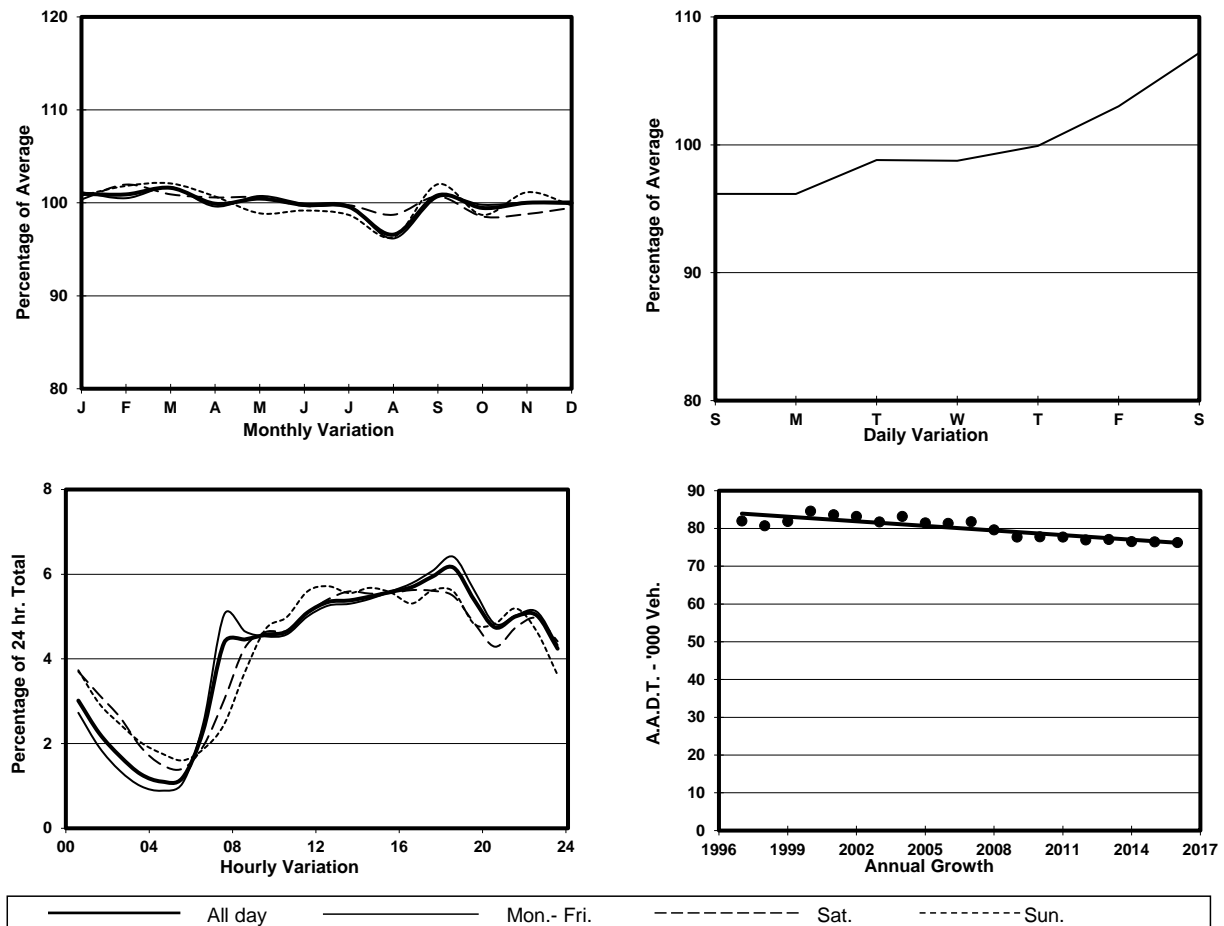 120
110
100
90
80
Percentage of Average
J F M A M J J A S O N D
Monthly Variation
110
100
90
80
Percentage of Average
S M T W T F S
Daily Variation
8
6
4
2
0
Percentage of 24 hr. Total
00 04 08 12 16 20 24
Hourly Variation
90
80
70
60
50
40
30
20
10
0
A.A.D.T. - '000 Veh.
1996 1999 2002 2005 2008 2011 2014 2017
Annual Growth
All day Mon.- Fri. Sat. Sun.